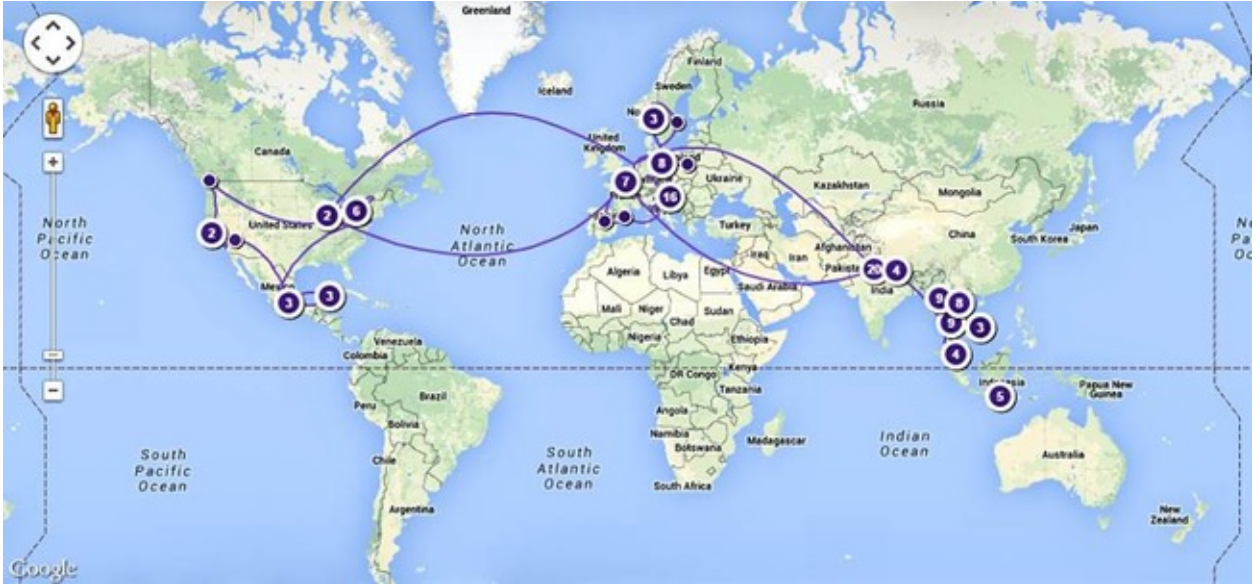 Greenland
Iceland
Finland
Sweden
No
3
Russia
United
Kingdom
8
Ukraine
7
16
Kazakhstan
Mongolia
Canada
2
6
United States
2
North
Pacific
Ocean
North
Atlantic
Ocean
Turkey
China
South Korea
Japan
Afghanistan
Iraq
Iran
Pakista
20
4
India
Algeria
Libya
Egypt
Saudi Arabia
Mexico
3
3
Mali
Niger
Chad
Sudan
9
8
9
3
4
Nigeria
Ethiopia
Venezuela
Colombia
DR Congo
Kenya
Tanzania
Indonesia
5
Papua New
Guinea
Brazil
Peru
Bolivia
Angola
Namibia
Botswana
Madagascar
Indian
Ocean
Chile
South
Pacific
Ocean
South
Atlantic
Ocean
South Africa
Australia
Argentina
New
Zealand
Google